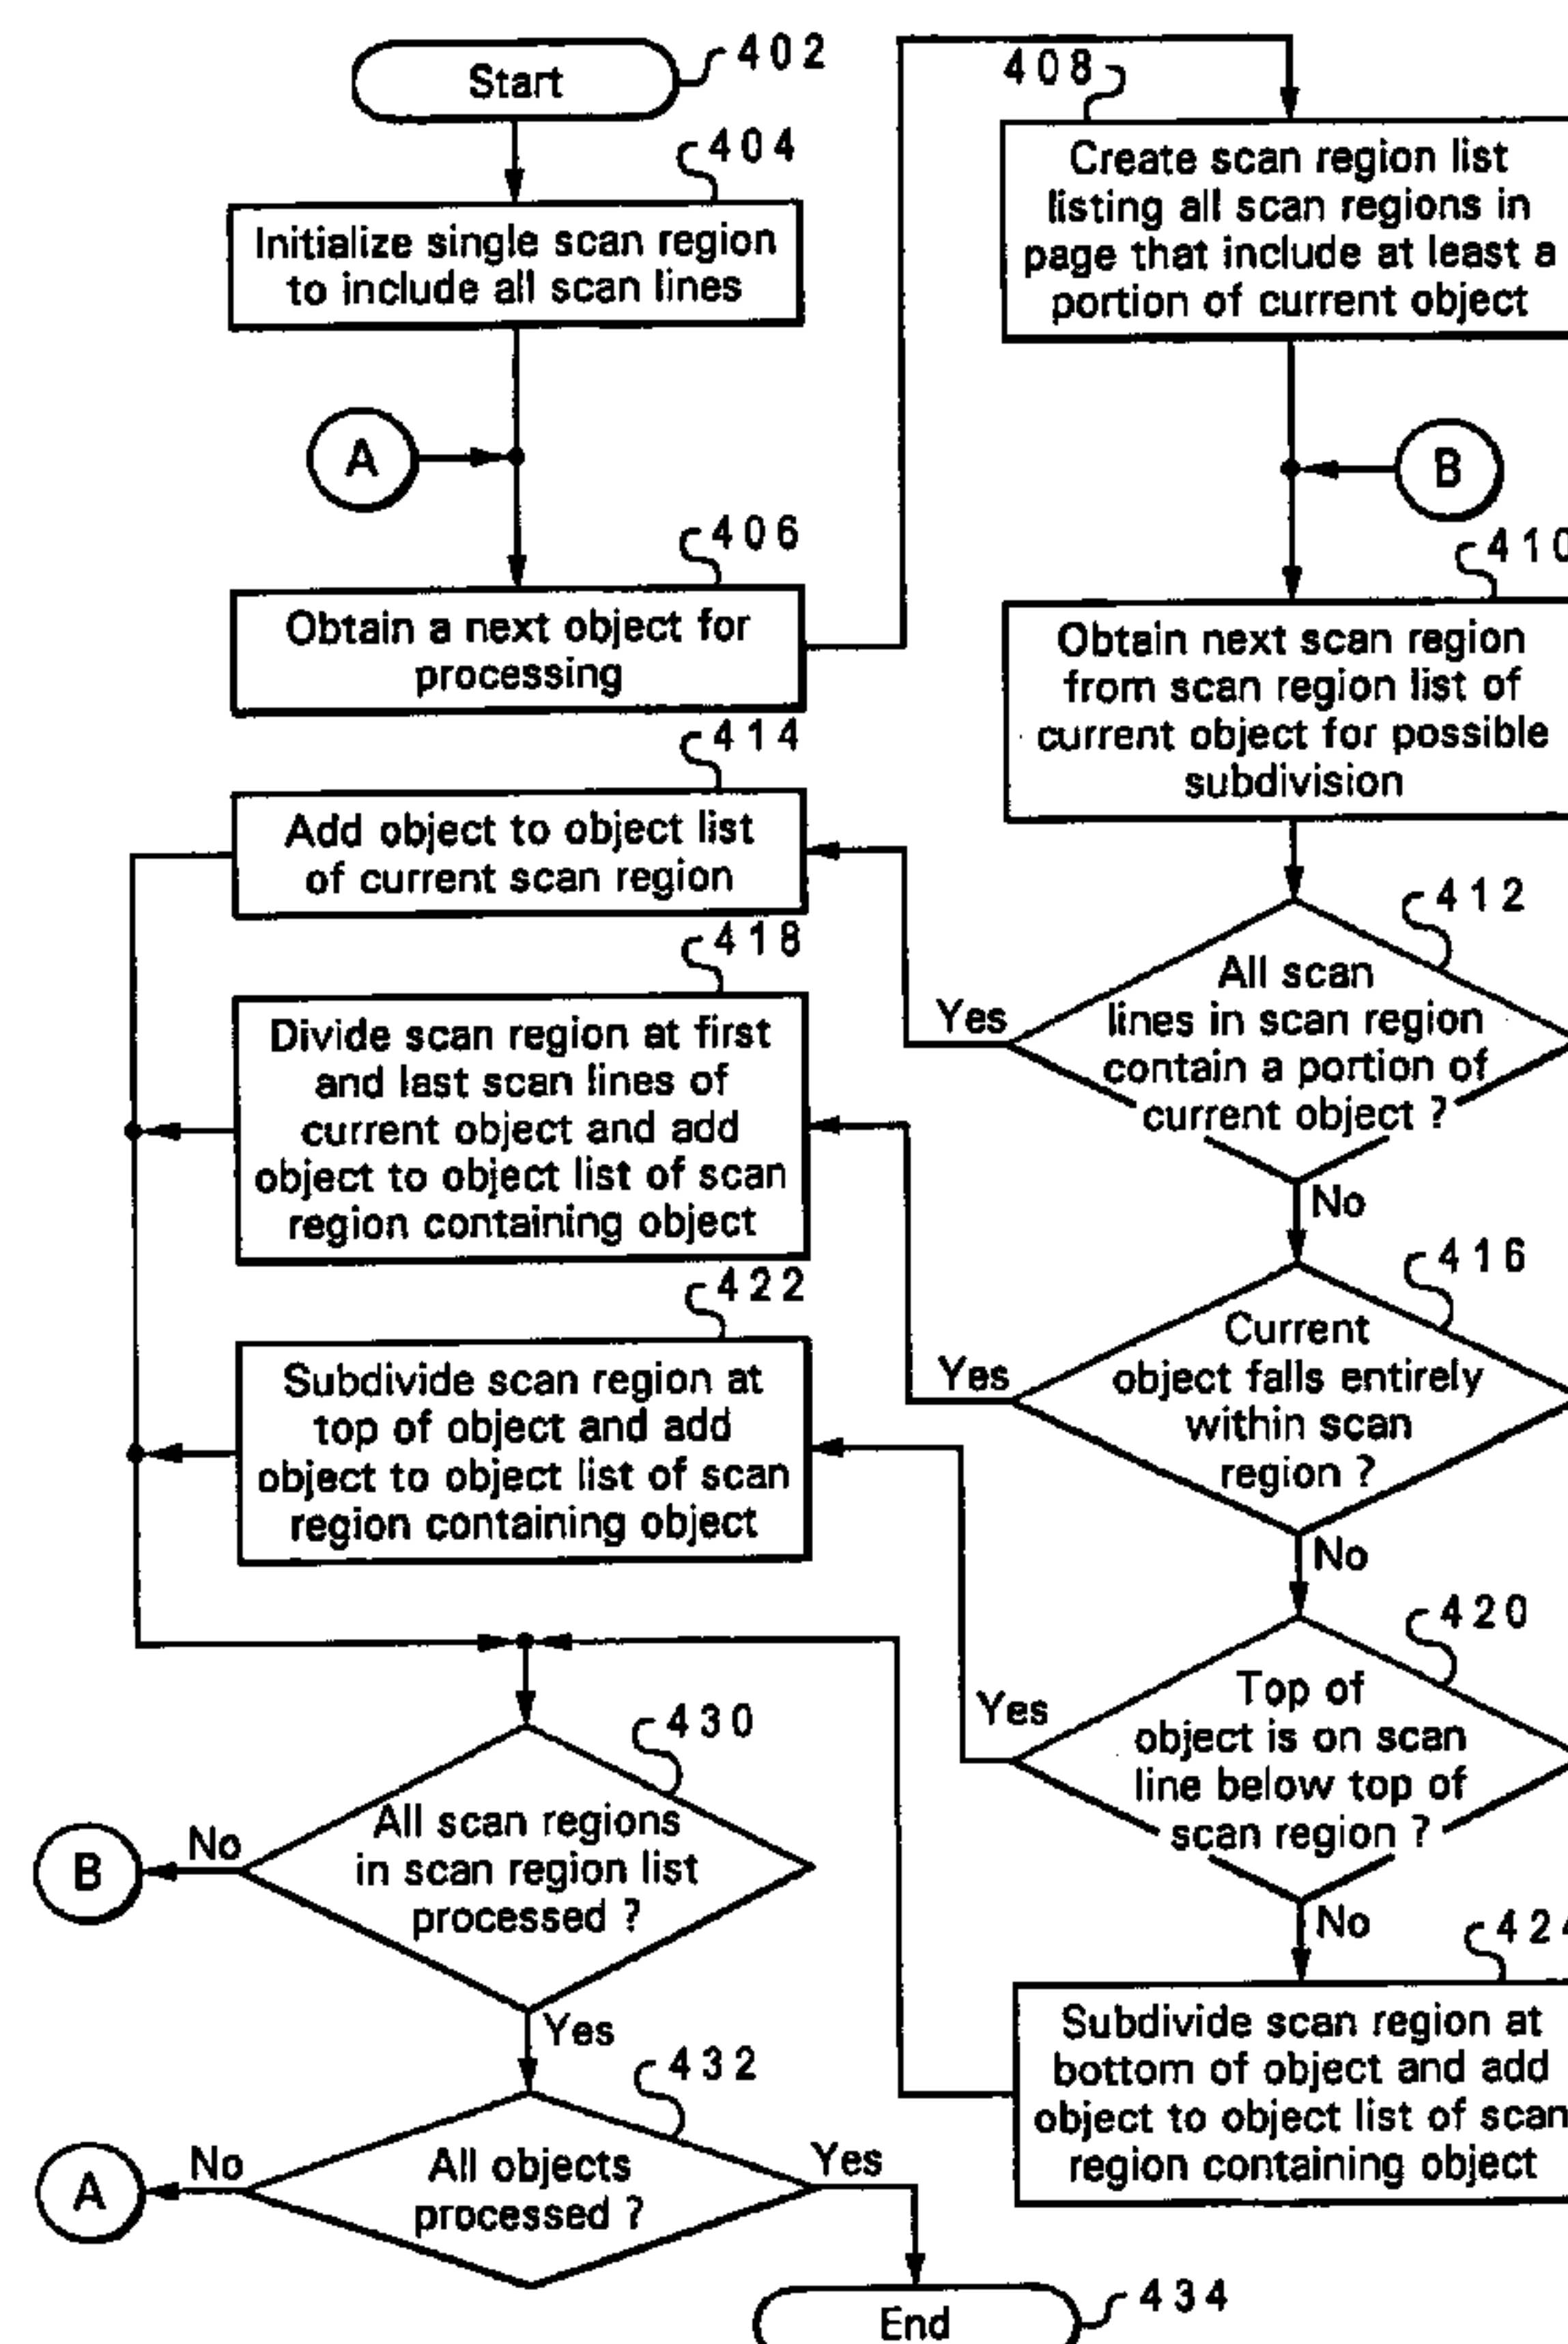 Start
402
404
Initialize single scan region
to include all scan lines
A
406
Obtain a next object for
processing
408
Create scan region list
listing all scan regions in
page that include at least a
portion of current object
B
410
Obtain next scan region
from scan region list of
current object for possible
subdivision
412
All scan
lines in scan region
contain a portion of
current object ?
Yes
No
414
Add object to object list
of current scan region
416
Current
object falls entirely
within scan
region ?
Yes
No
418
Divide scan region at first
and last scan lines of
current object and add
object to object list of scan
region containing object
420
Top of
object is on scan
line below top of
scan region ?
Yes
No
422
Subdivide scan region at
top of object and add
object to object list of scan
region containing object
424
Subdivide scan region at
bottom of object and add
object to object list of scan
region containing object
430
All scan regions
in scan region list
processed ?
No
B
Yes
432
All objects
processed ?
No
A
Yes
End
434